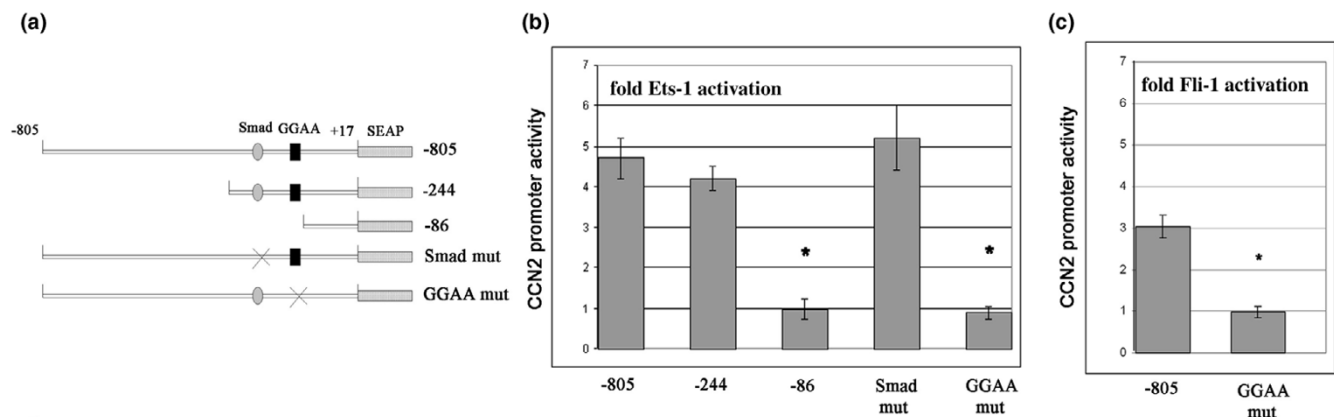 (a)
-805
Smad
GGAA
+17
SEAP
-805
-244
-86
Smad mut
GGAA mut
(b)
fold Ets-1 activation
CCN2 promoter activity
7
6
5
4
3
2
1
0
*
*
-805
-244
-86
Smad
mut
GGAA
mut
(c)
fold Fli-1 activation
CCN2 promoter activity
7
6
5
4
3
2
1
0
*
-805
GGAA
mut